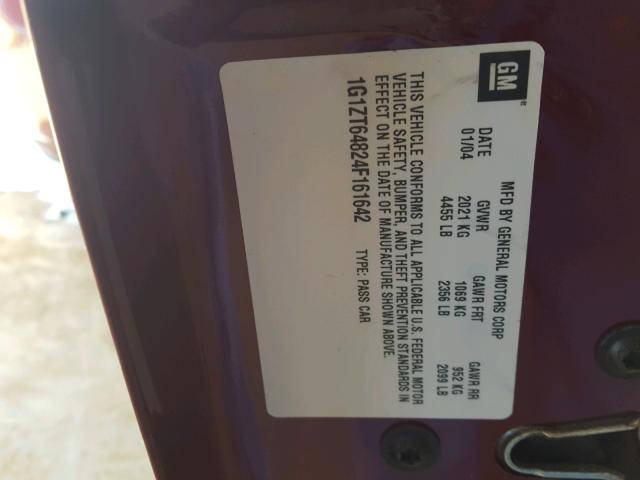 GM
MFD BY GENERAL MOTORS CORP
DATE GVWR GAWR FRT GAWR RR
01/04 2021 KG 1069 KG 952 KG
4455 LB 2356 LB 2099 LB
THIS VEHICLE CONFORMS TO ALL APPLICABLE U.S. FEDERAL MOTOR
VEHICLE SAFETY, BUMPER, AND THEFT PREVENTION STANDARDS IN
EFFECT ON THE DATE OF MANUFACTURE SHOWN ABOVE.
1G1ZT64824F161642 TYPE: PASS CAR